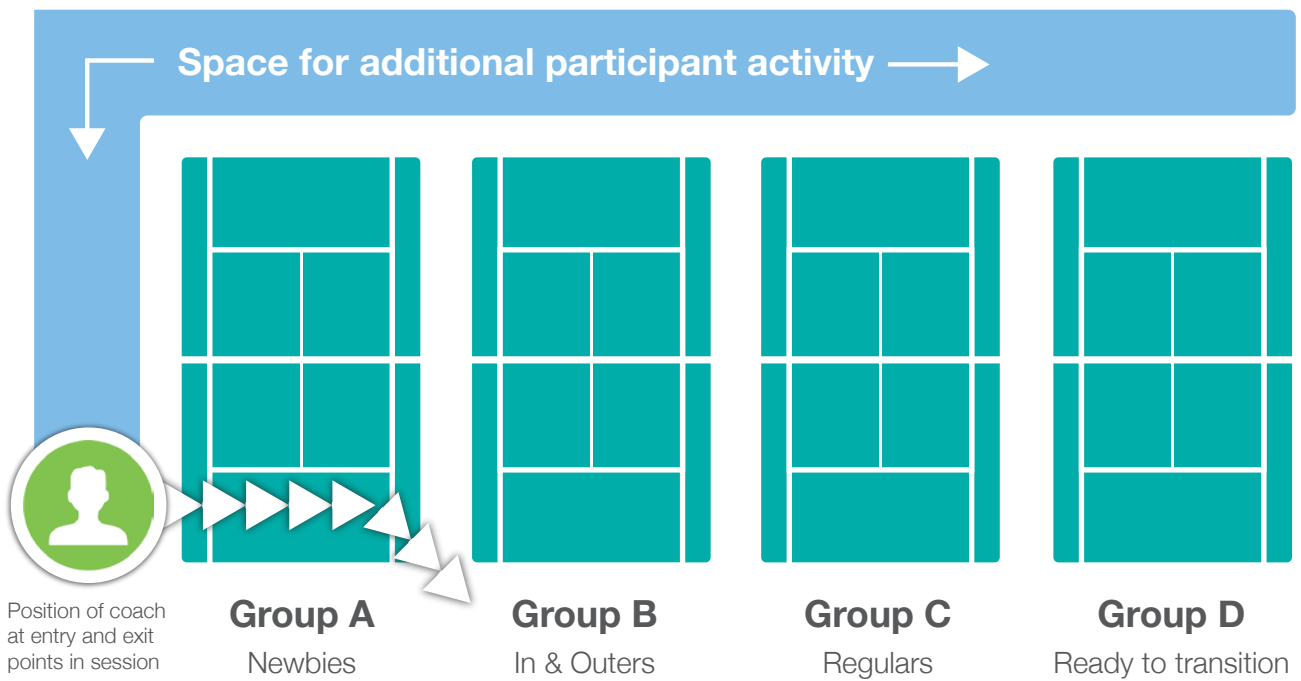 Space for additional participant activity
Position of coach
at entry and exit
points in session
Group A
Newbies
Group B
In & Outers
Group C
Regulars
Group D
Ready to transition